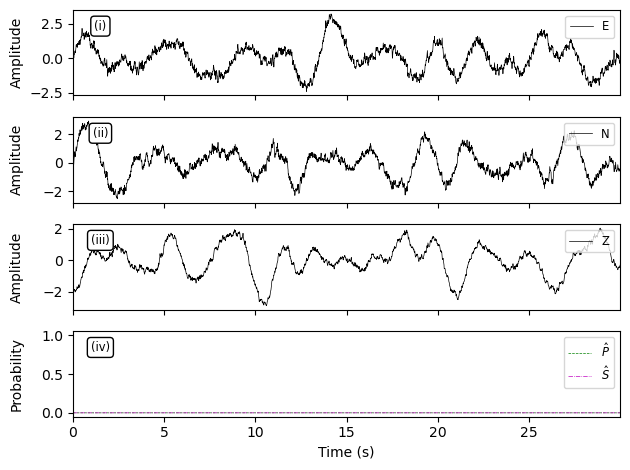 2.5
0.0
−2.5
Amplitude
(i)
E
2
0
−2
Amplitude
(ii)
N
2
0
−2
Amplitude
(iii)
Z
1.0
0.5
0.0
Probability
(iv)
P̂
Ŝ
0 5 10 15 20 25
Time (s)